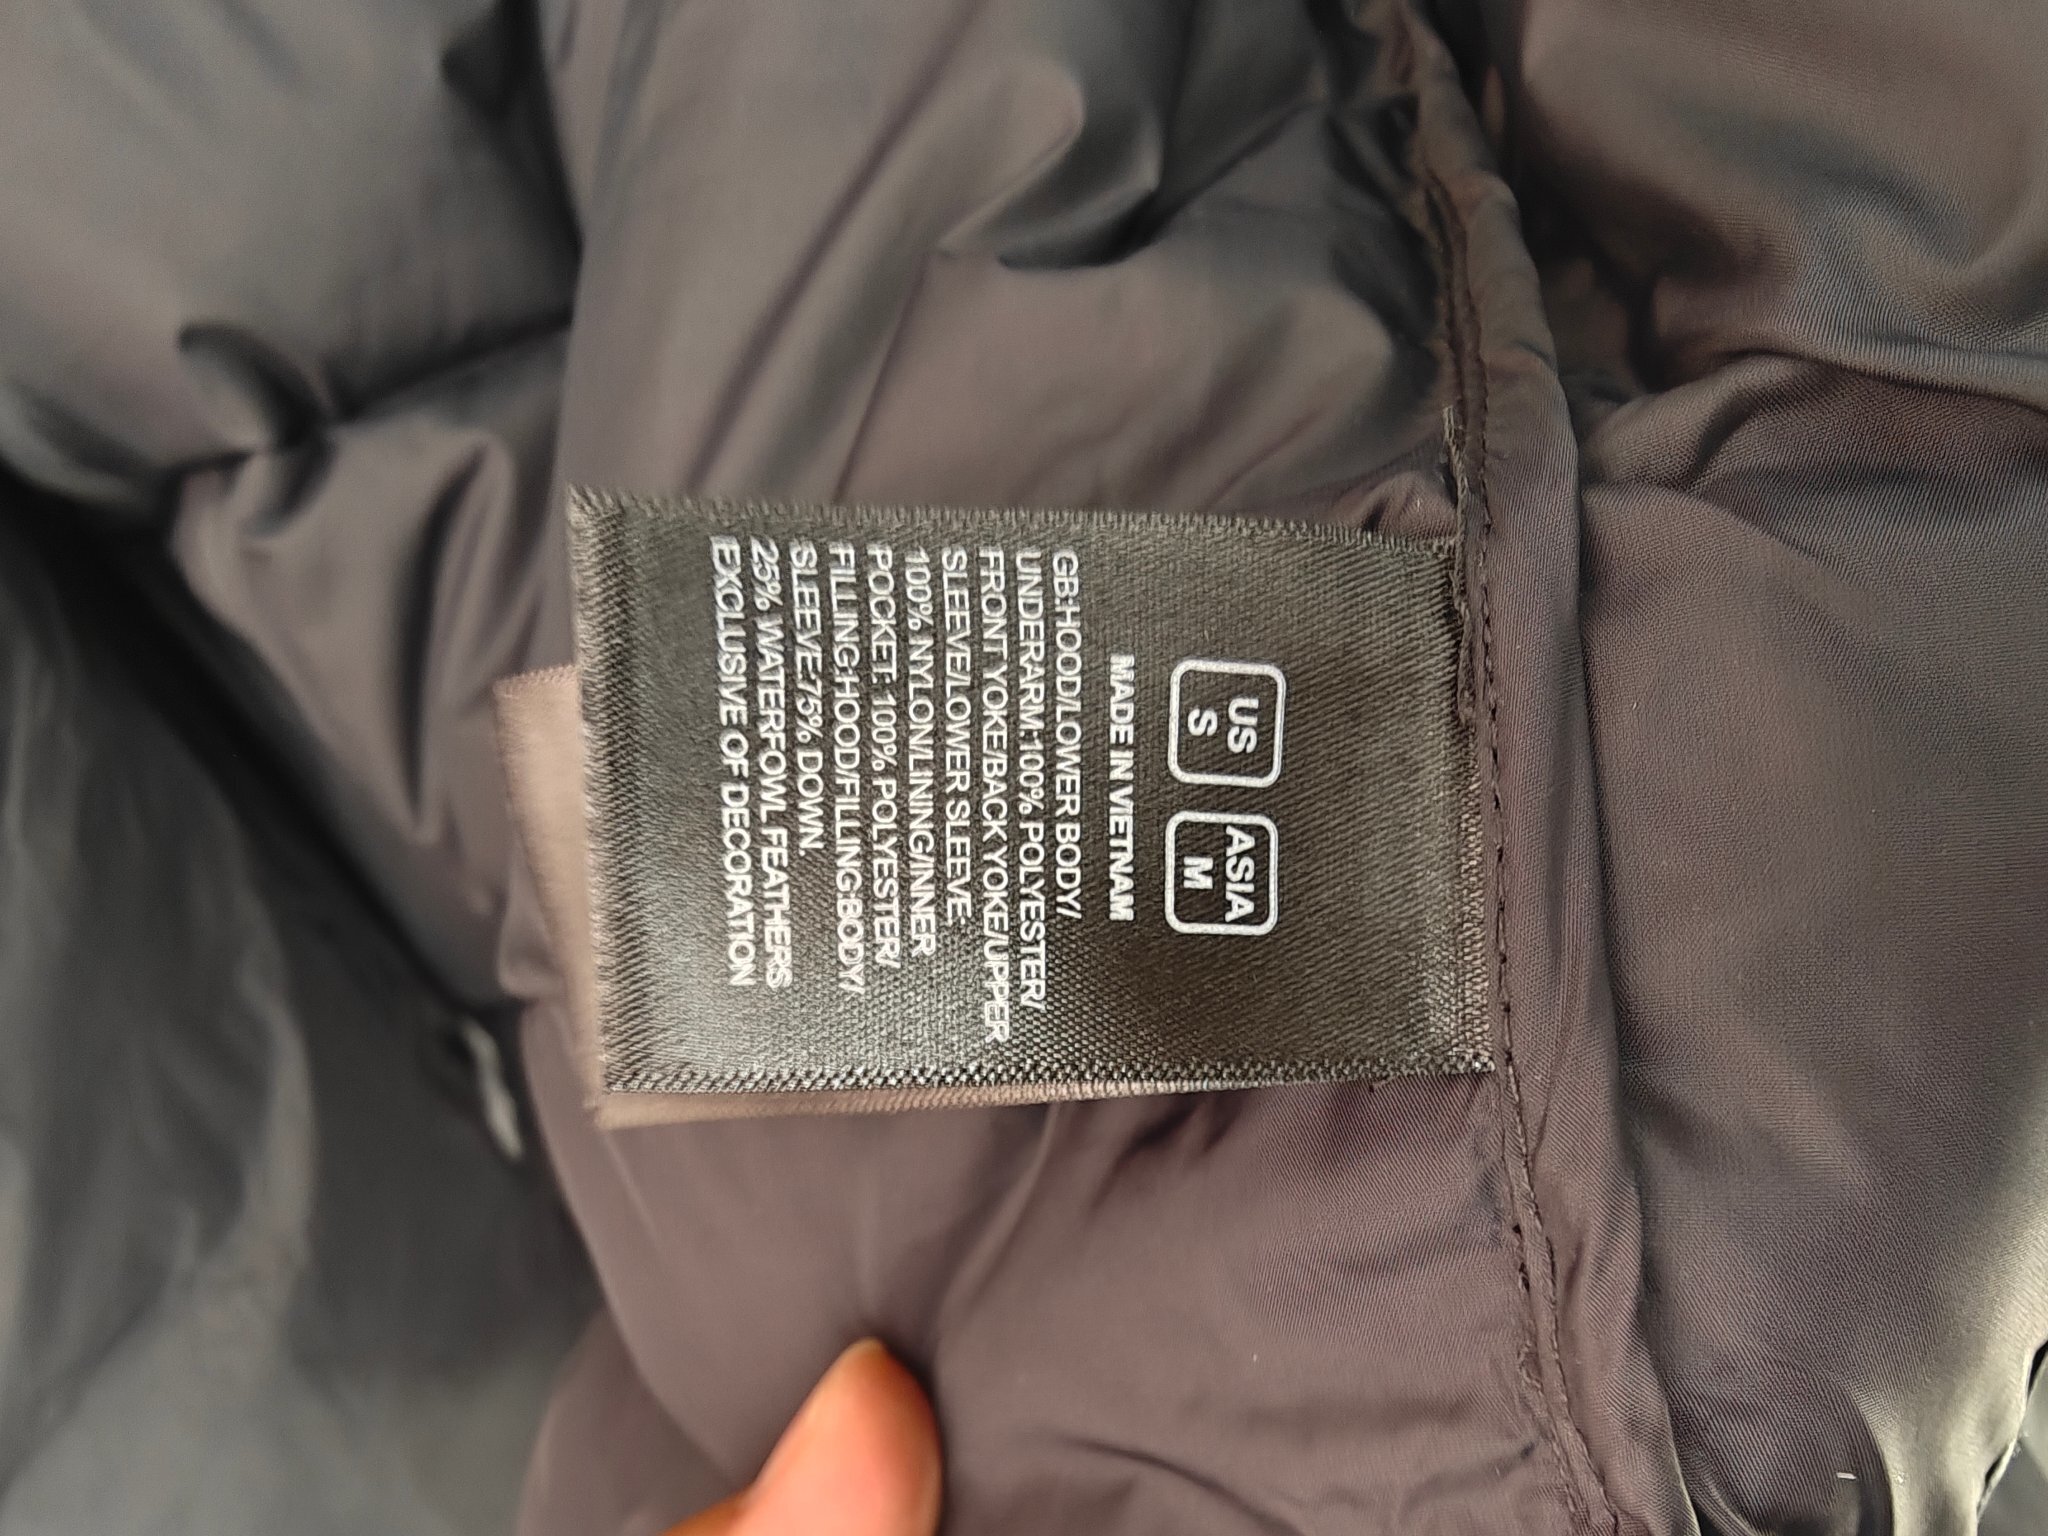 US
S
ASIA
M
MADE IN VIETNAM
GB:HOOD/LOWER BODY/
UNDERARM:100% POLYESTER/
FRONT YOKE/BACK YOKE/UPPER
SLEEVE/LOWER SLEEVE:
100% NYLON/LINING/INNER
POCKET: 100% POLYESTER/
FILLING:HOOD/FILLING:BODY/
SLEEVE:75% DOWN.
25% WATERFOWL FEATHERS
EXCLUSIVE OF DECORATION